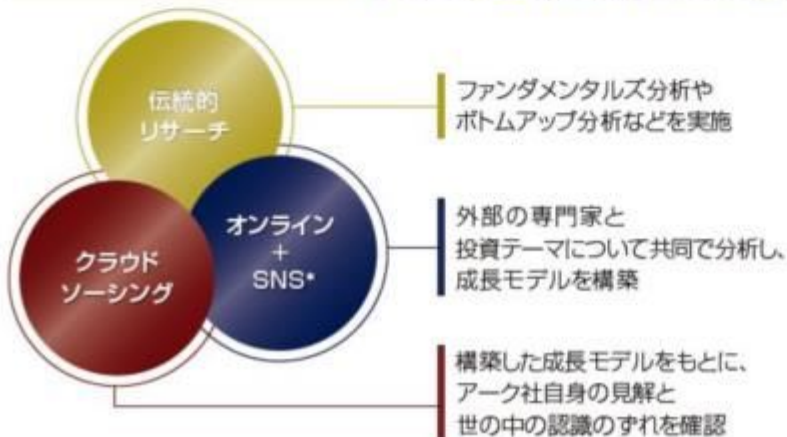 伝統的
リサーチ
ファンダメンタルズ分析や
ボトムアップ分析などを実施
オンライン
+
SNS*
外部の専門家と
投資テーマについて共同で分析し、
成長モデルを構築
クラウド
ソーシング
構築した成長モデルをもとに、
アーク社自身の見解と
世の中の認識のずれを確認